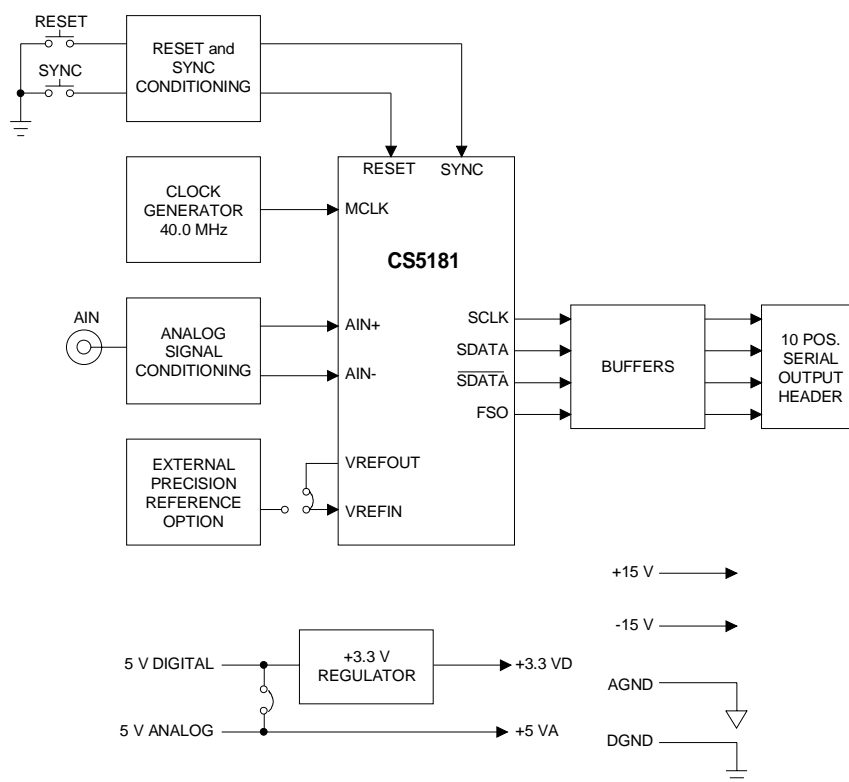 RESET
SYNC
RESET and
SYNC
CONDITIONING
RESET
SYNC
CLOCK
GENERATOR
40.0 MHz
MCLK
CS5181
AIN
ANALOG
SIGNAL
CONDITIONING
AIN+
AIN-
SCLK
SDATA
SDATA
FSO
BUFFERS
10 POS.
SERIAL
OUTPUT
HEADER
EXTERNAL
PRECISION
REFERENCE
OPTION
VREFOUT
VREFIN
+15 V
-15 V
5 V DIGITAL
+3.3 V
REGULATOR
+3.3 VD
AGND
5 V ANALOG
+5 VA
DGND